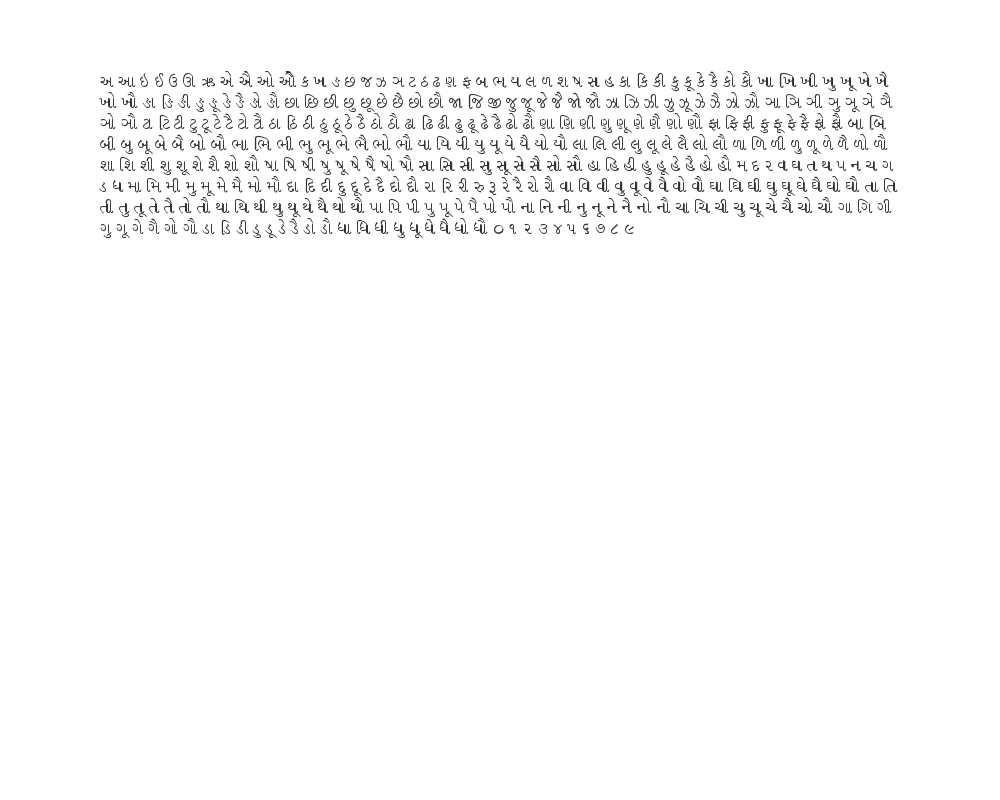 અ આ ઇ ઈ ઉ ઊ ઋ એ ઐ ઓ ઔ ક ખ ઙ છ જ ઝ ઞ ટ ઠ ઢ ણ ફ બ ભ ય લ ળ શ ષ સ હ કા કિ કી કુ કૂ કે કૈ કો કૌ ખા ખિ ખી ખુ ખૂ ખે ખૈ
ખો ખૌ ઙા ઙિ ઙી ઙુ ઙૂ ઙે ઙૈ ઙો ઙૌ છા છિ છી છુ છૂ છે છૈ છો છૌ જા જિ જી જુ જૂ જે જૈ જો જૌ ઝા ઝિ ઝી ઝુ ઝૂ ઝે ઝૈ ઝો ઝૌ ઞા ઞિ ઞી ઞુ ઞૂ ઞે ઞૈ
ઞો ઞૌ ટા ટિ ટી ટુ ટૂ ટે ટૈ ટો ટૌ ઠા ઠિ ઠી ઠુ ઠૂ ઠે ઠૈ ઠો ઠૌ ઢા ઢિ ઢી ઢુ ઢૂ ઢે ઢૈ ઢો ઢૌ ણા ણિ ણી ણુ ણૂ ણે ણૈ ણો ણૌ ફા ફિ ફી ફુ ફૂ ફે ફૈ ફો ફૌ બા બિ
બી બુ બૂ બે બૈ બો બૌ ભા ભિ ભી ભુ ભૂ ભે ભૈ ભો ભૌ યા યિ યી યુ યૂ યે યૈ યો યૌ લા લિ લી લુ લૂ લે લૈ લો લૌ ળા ળિ ળી ળુ ળૂ ળે ળૈ ળો ળૌ
શા શિ શી શુ શૂ શે શૈ શો શૌ ષા ષિ ષી ષુ ષૂ ષે ષૈ ષો ષૌ સા સિ સી સુ સૂ સે સૈ સો સૌ હા હિ હી હુ હૂ હે હૈ હો હૌ મ દ ર વ ઘ ત થ પ ન ચ ગ
ડ ધ મા મિ મી મુ મૂ મે મૈ મો મૌ દા દિ દી દુ દૂ દે દૈ દો દૌ રા રિ રી રુ રૂ રે રૈ રો રૌ વા વિ વી વુ વૂ વે વૈ વો વૌ ઘા ઘિ ઘી ઘુ ઘૂ ઘે ઘૈ ઘો ઘૌ તા તિ
તી તુ તૂ તે તૈ તો તૌ થા થિ થી થુ થૂ થે થૈ થો થૌ પા પિ પી પુ પૂ પે પૈ પો પૌ ના નિ ની નુ નૂ ને નૈ નો નૌ ચા ચિ ચી ચુ ચૂ ચે ચૈ ચો ચૌ ગા ગિ ગી
ગુ ગૂ ગે ગૈ ગો ગૌ ડા ડિ ડી ડુ ડૂ ડે ડૈ ડો ડૌ ધા ધિ ધી ધુ ધૂ ધે ધૈ ધો ધૌ ૦ ૧ ૨ ૩ ૪ ૫ ૬ ૭ ૮ ૯